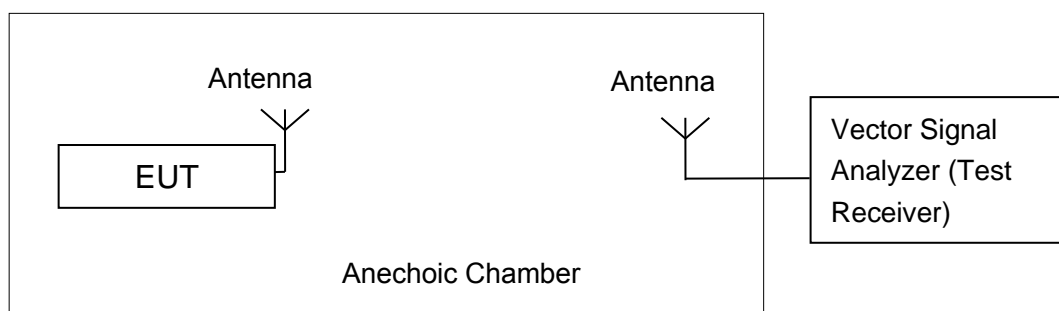 Antenna
Antenna
EUT
Vector Signal
Analyzer (Test
Receiver)
Anechoic Chamber